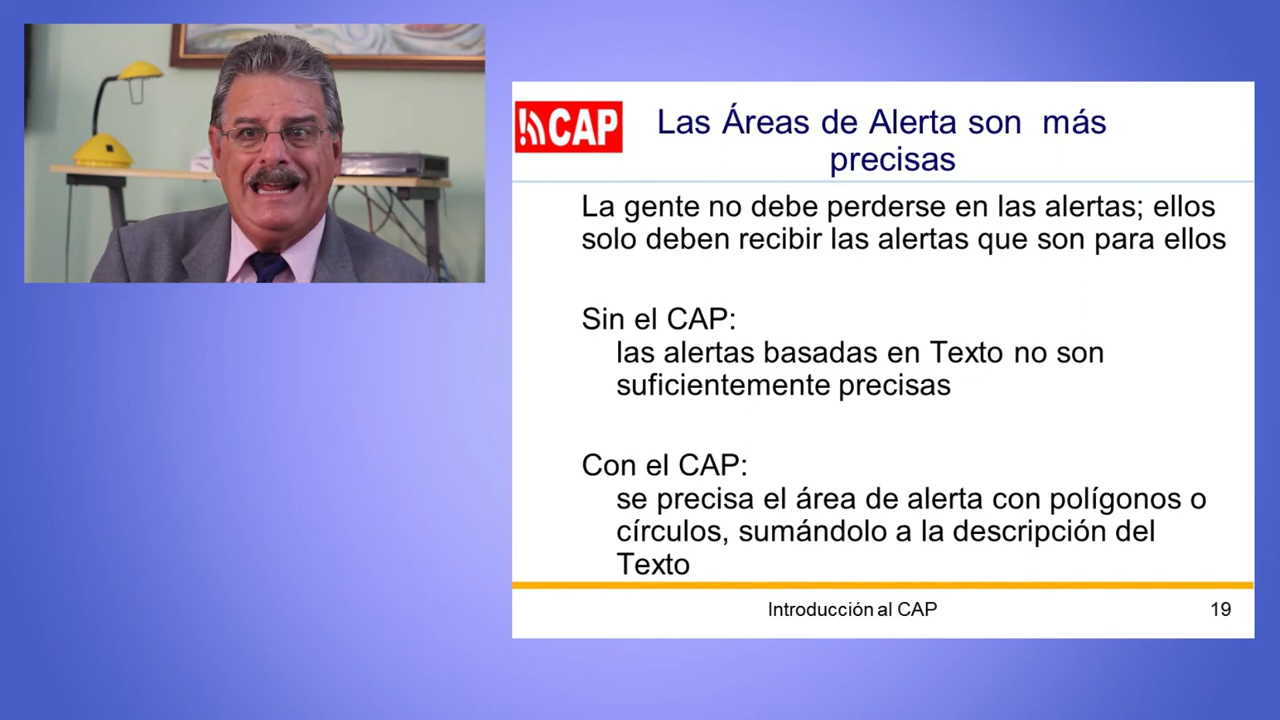 CAP
Las Áreas de Alerta son más
precisas
La gente no debe perderse en las alertas; ellos
solo deben recibir las alertas que son para ellos
Sin el CAP:
las alertas basadas en Texto no son
suficientemente precisas
Con el CAP:
se precisa el área de alerta con polígonos o
círculos, sumándolo a la descripción del
Texto
Introducción al CAP
19